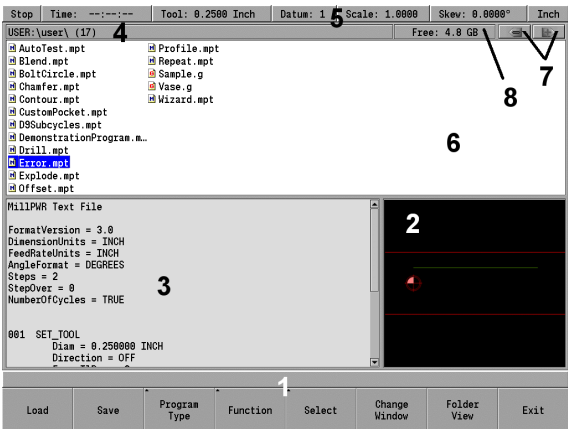 Stop Time: --:--:-- Tool: 0.2500 Inch Datum: 1 Scale: 1.0000 Skew: 0.0000° Inch
5
USER:\user\ (17) Free: 4.8 GB
4
7
8
AutoTest.mpt Profile.mpt
Blend.mpt Repeat.mpt
BoltCircle.mpt Sample.g
Chamfer.mpt Vase.g
Contour.mpt Wizard.mpt
CustomPocket.mpt
D9Subcycles.mpt
DemonstrationProgram.m…
Drill.mpt
Error.mpt
Explode.mpt
Offset.mpt
6
MillPWR Text File
FormatVersion = 3.0
DimensionUnits = INCH
FeedRateUnits = INCH
AngleFormat = DEGREES
Steps = 2
StepOver = 0
NumberOfCycles = TRUE
001 SET_TOOL
Diam = 0.250000 INCH
Direction = OFF
3
2
1
Load Save Program Type Function Select Change Window Folder View Exit